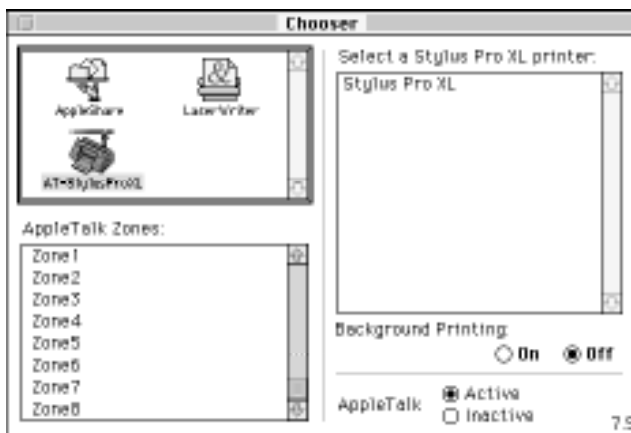 Chooser
AppleShare
LaserWriter
AT-StylusProXL
AppleTalk Zones:
Zone1
Zone2
Zone3
Zone4
Zone5
Zone6
Zone7
Zone8
Select a Stylus Pro XL printer:
Stylus Pro XL
Background Printing:
On
Off
AppleTalk
Active
Inactive